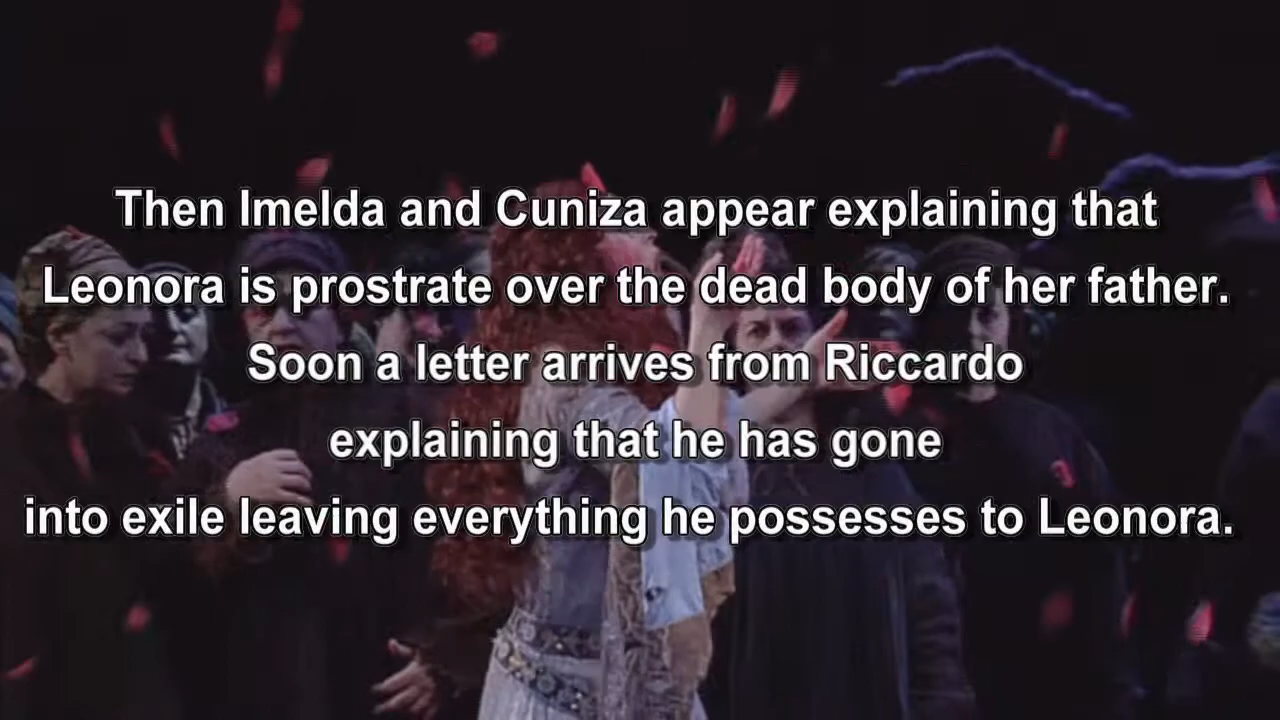 Then Imelda and Cuniza appear explaining that
Leonora is prostrate over the dead body of her father.
Soon a letter arrives from Riccardo
explaining that he has gone
into exile leaving everything he possesses to Leonora.